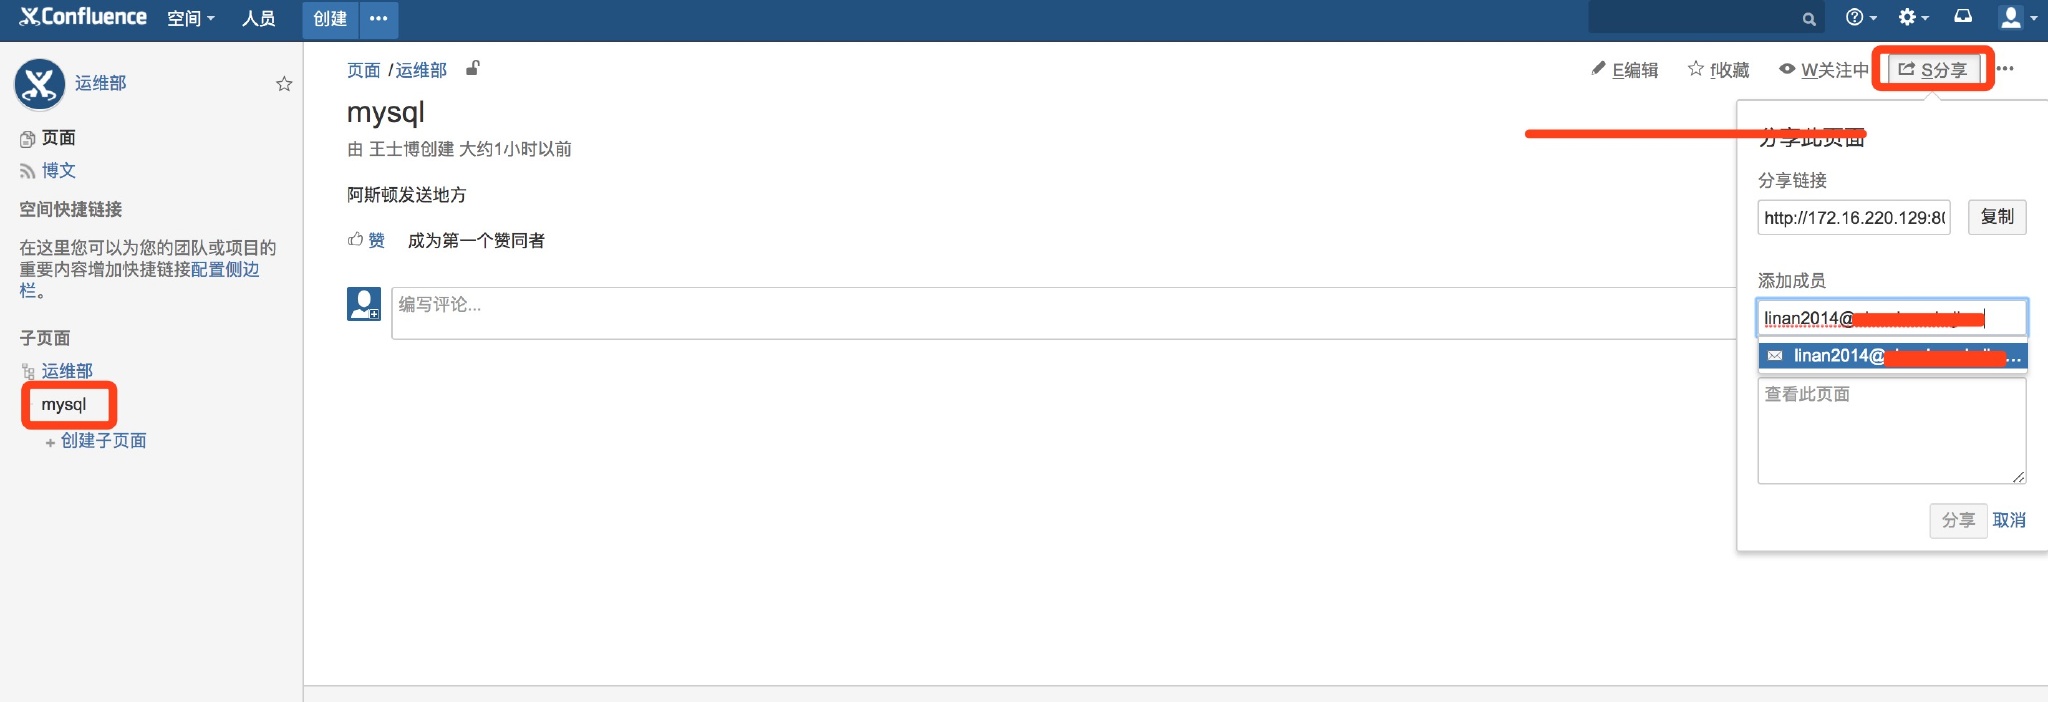 Confluence 空间 人员 创建 •••
运维部
页面
博文
空间快捷链接
在这里您可以为您的团队或项目的
重要内容增加快捷链接配置侧边
栏。
子页面
运维部
mysql
+ 创建子页面
页面 /运维部
E编辑 f收藏 W关注中 S分享 •••
mysql
由 王士博创建 大约1小时以前
阿斯顿发送地方
赞 成为第一个赞同者
编写评论...
分享此页面
分享链接
http://172.16.220.129:80 复制
添加成员
linan2014@
linan2014@ ...
查看此页面
分享 取消